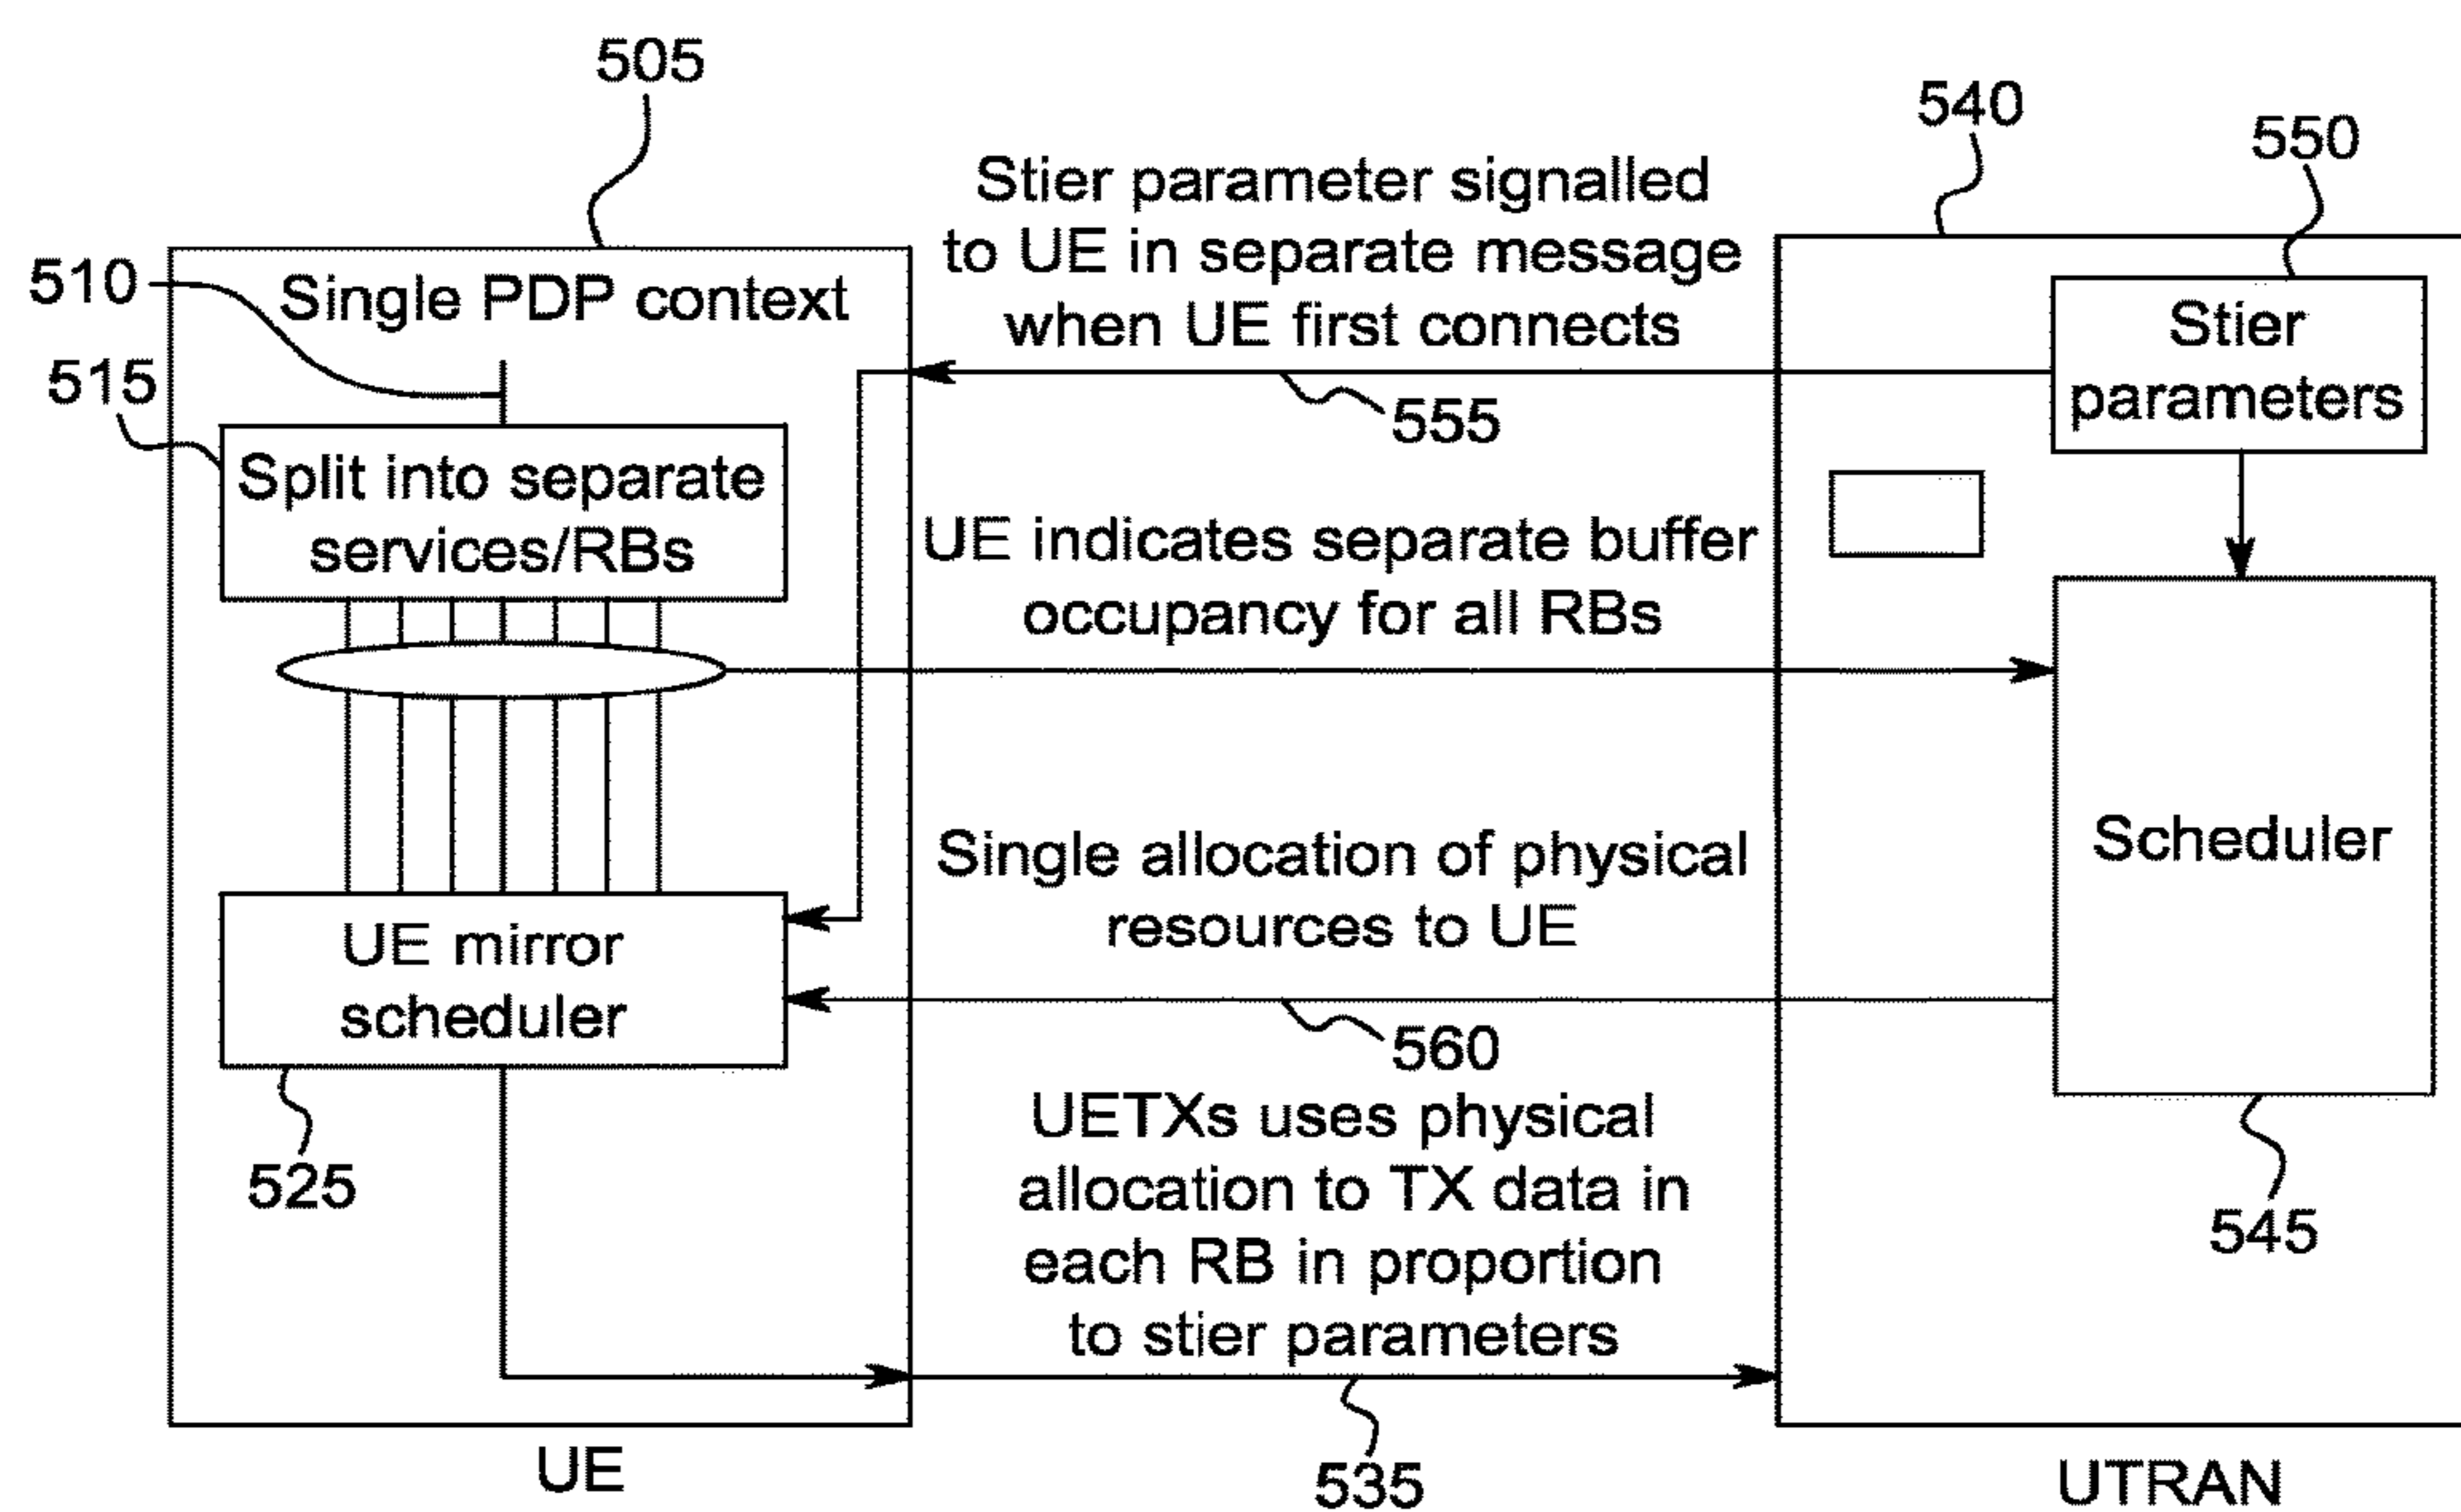 505
540
550
Stier parameter signalled
to UE in separate message
when UE first connects
510
Single PDP context
Stier
parameters
515
555
Split into separate
services/RBs
UE indicates separate buffer
occupancy for all RBs
Scheduler
Single allocation of physical
resources to UE
UE mirror
scheduler
560
525
UETXs uses physical
allocation to TX data in
each RB in proportion
to stier parameters
545
535
UE
UTRAN